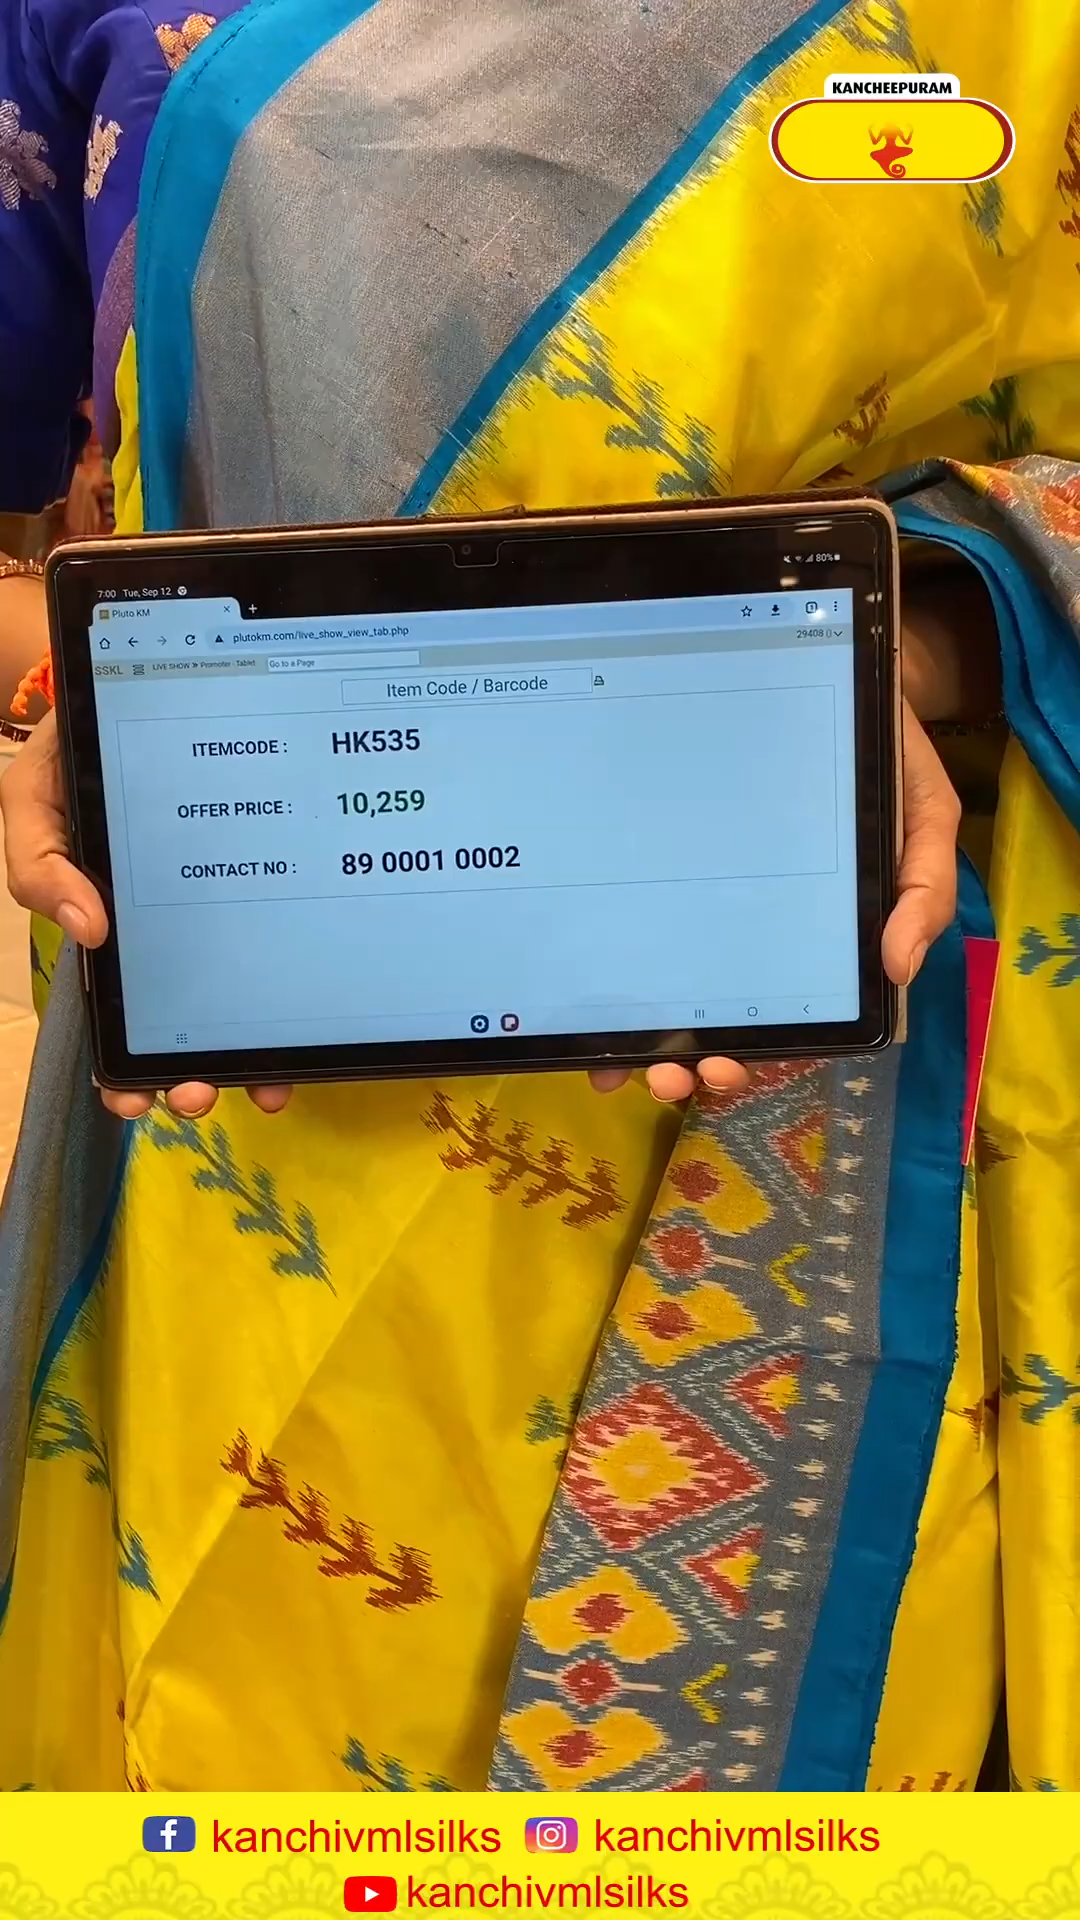 KANCHEEPURAM
7:00 Tue, Sep 12
80%
Pluto KM
plutokm.com/live_show_view_tab.php
29408 ()
SSKL
LIVE SHOW » Promoter - Tablet
Go to a Page
Item Code / Barcode
ITEMCODE : HK535
OFFER PRICE : 10,259
CONTACT NO : 89 0001 0002
kanchivmlsilks kanchivmlsilks
kanchivmlsilks